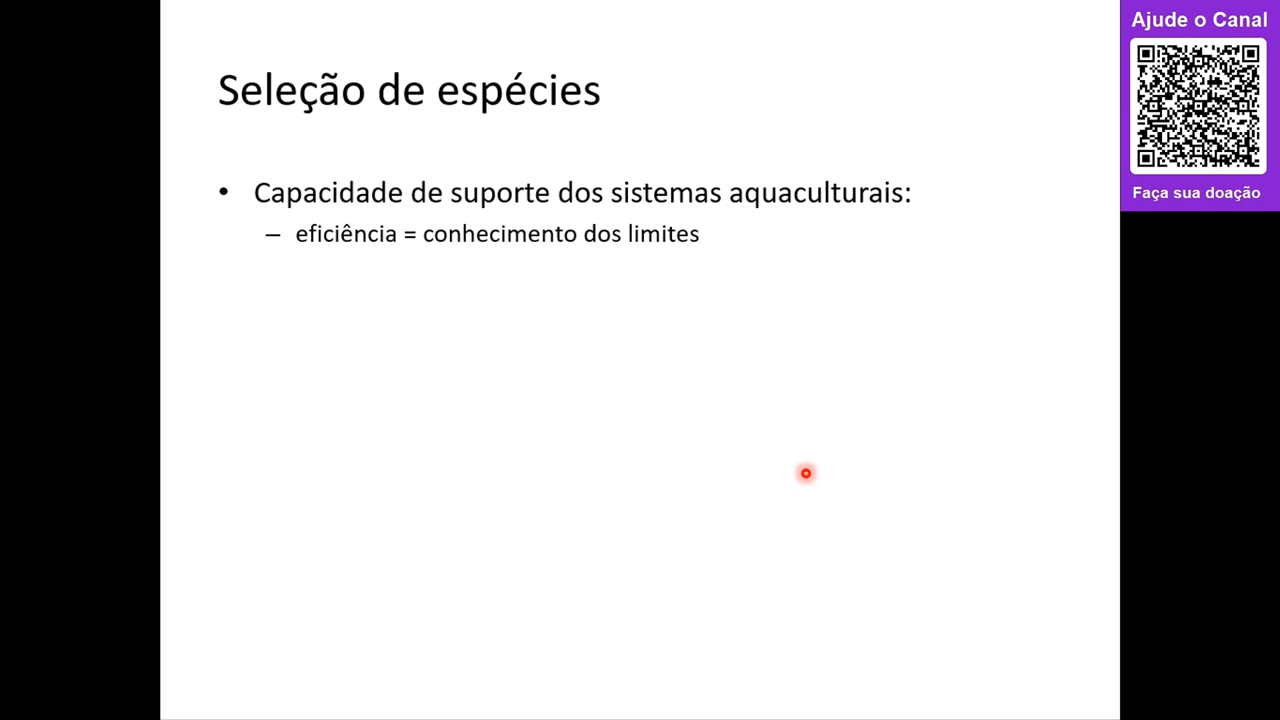 Seleção de espécies
• Capacidade de suporte dos sistemas aquaculturais:
– eficiência = conhecimento dos limites
Ajude o Canal
Faça sua doação